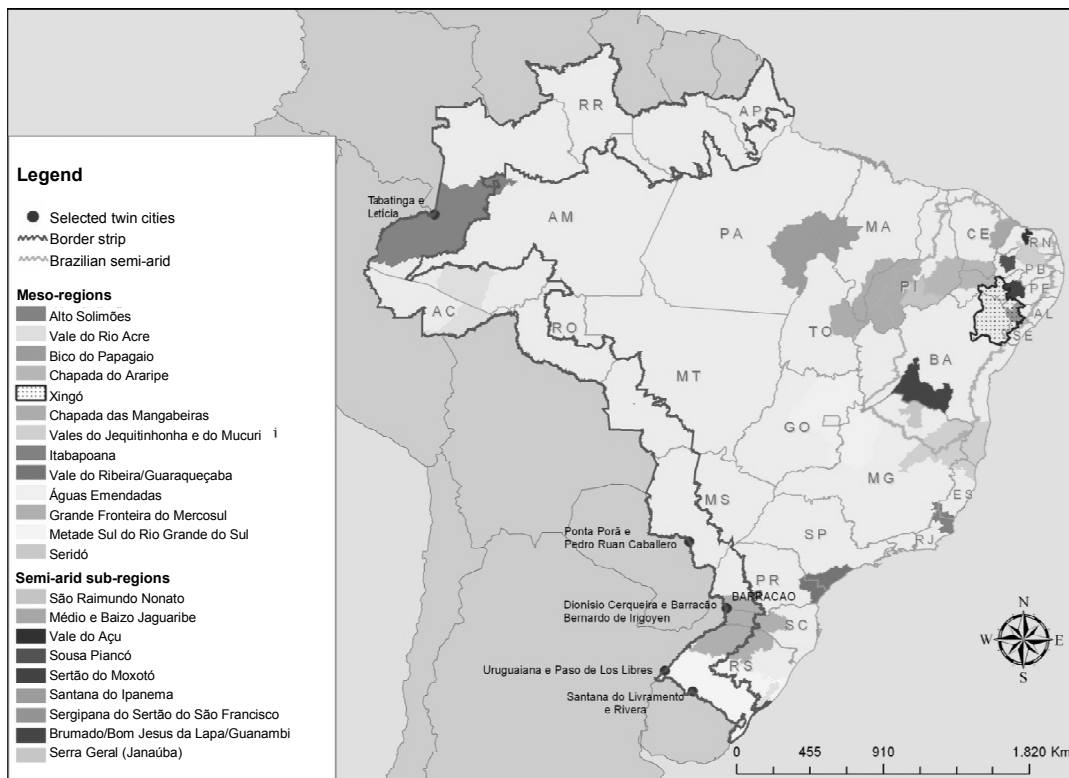 Legend
Selected twin cities
Border strip
Brazilian semi-arid
Meso-regions
Alto Solimões
Vale do Rio Acre
Bico do Papagaio
Chapada do Araripe
Xingó
Chapada das Mangabeiras
Vales do Jequitinhonha e do Mucuri i
Itabapoana
Vale do Ribeira/Guaraqueçaba
Águas Emendadas
Grande Fronteira do Mercosul
Metade Sul do Rio Grande do Sul
Seridó
Semi-arid sub-regions
São Raimundo Nonato
Médio e Baizo Jaguaribe
Vale do Açu
Sousa Piancó
Sertão do Moxotó
Santana do Ipanema
Sergipana do Sertão do São Francisco
Brumado/Bom Jesus da Lapa/Guanambi
Serra Geral (Janaúba)
RR
AP
Tabatinga e
Letícia
AM
PA
MA
CE
RN
PB
PE
AL
SE
PI
AC
RO
TO
BA
MT
GO
MG
ES
MS
SP
RJ
Ponta Porã e
Pedro Ruan Caballero
PR
BARRACAO
Dionísio Cerqueira e Barracão
Bernardo de Irigoyen
SC
Uruguaiana e Paso de Los Libres
RS
Santana do Livramento
e Rivera
N
W
E
S
0 455 910 1.820 Km